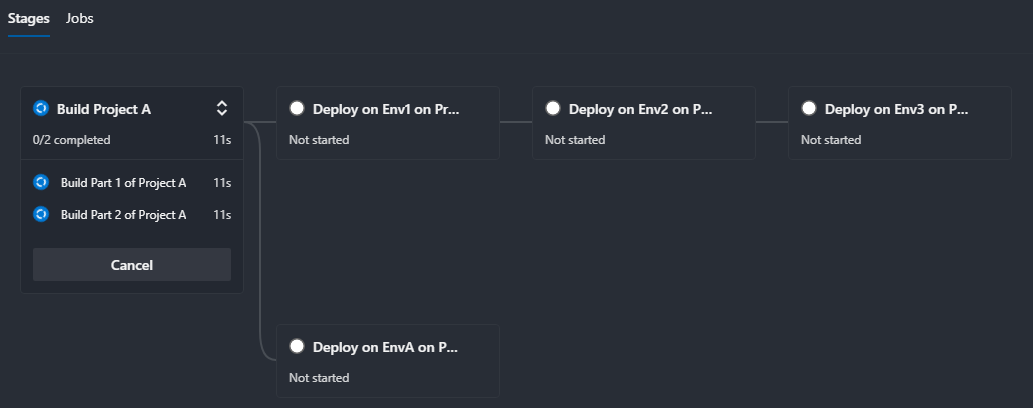 Stages Jobs
Build Project A
0/2 completed 11s
Build Part 1 of Project A 11s
Build Part 2 of Project A 11s
Cancel
Deploy on Env1 on Pr...
Not started
Deploy on Env2 on P...
Not started
Deploy on Env3 on P...
Not started
Deploy on EnvA on P...
Not started